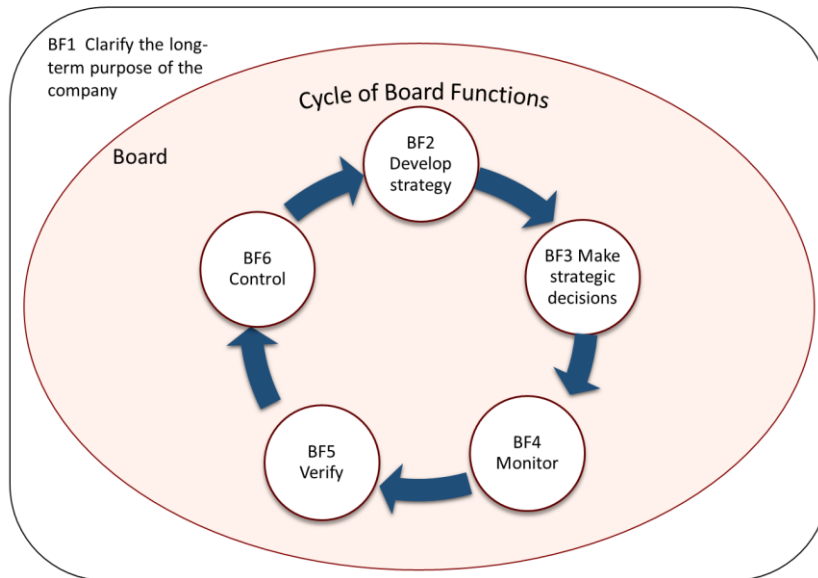 BF1 Clarify the long-
term purpose of the
company
Cycle of Board Functions
Board
BF2
Develop
strategy
BF3 Make
strategic
decisions
BF4
Monitor
BF5
Verify
BF6
Control